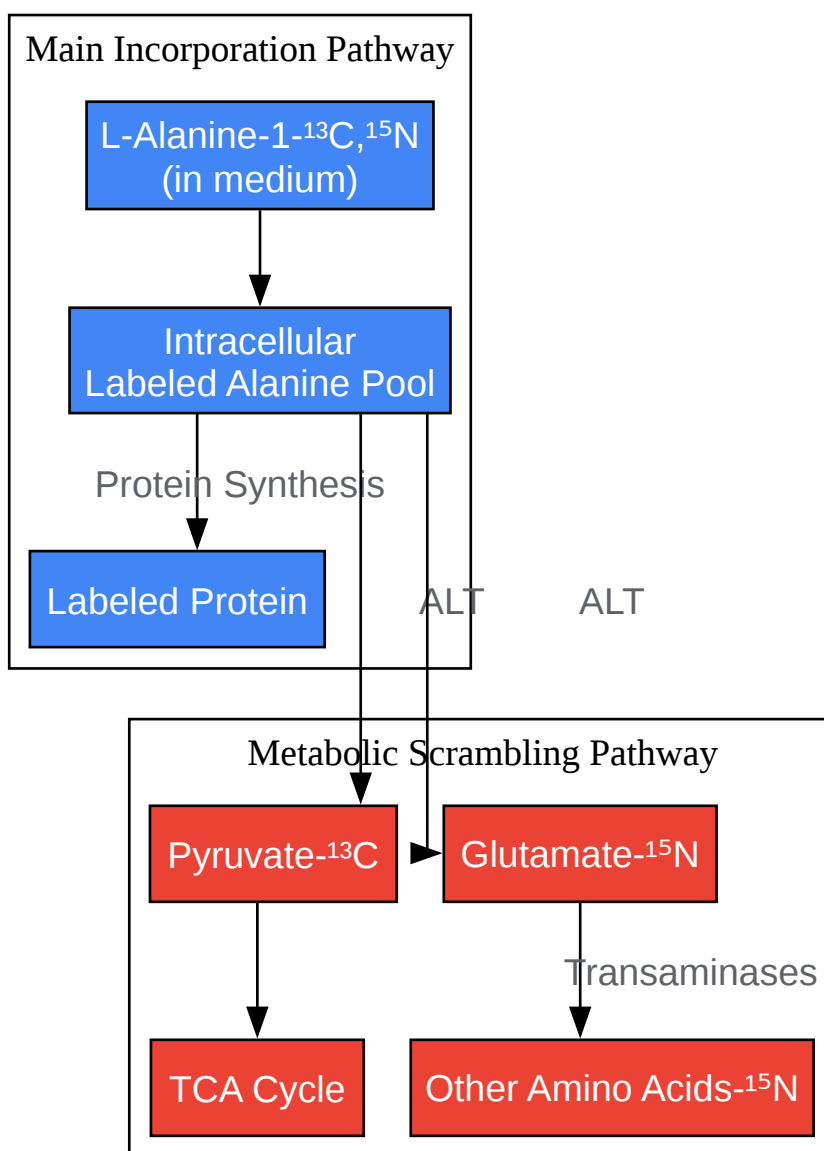 Main Incorporation Pathway
L-Alanine-1-¹³C,¹⁵N
(in medium)
Intracellular
Labeled Alanine Pool
Protein Synthesis
Labeled Protein
ALT
ALT
Metabolic Scrambling Pathway
Pyruvate-¹³C
Glutamate-¹⁵N
Transaminases
TCA Cycle
Other Amino Acids-¹⁵N